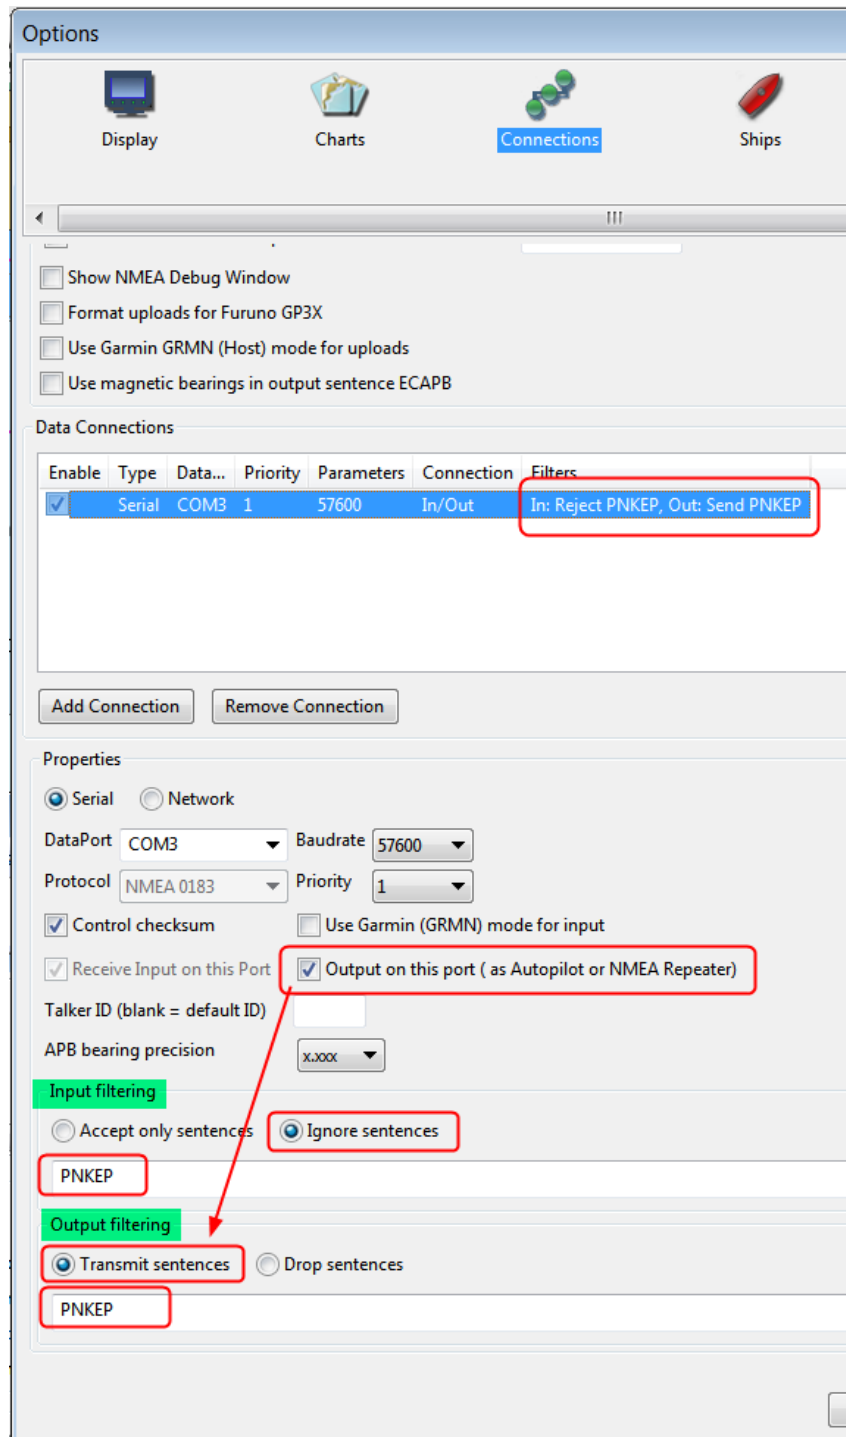 Options
Display Charts Connections Ships
Show NMEA Debug Window
Format uploads for Furuno GP3X
Use Garmin GRMN (Host) mode for uploads
Use magnetic bearings in output sentence ECAPB
Data Connections
Enable Type Data... Priority Parameters Connection Filters
Serial COM3 1 57600 In/Out In: Reject PNKEP, Out: Send PNKEP
Add Connection Remove Connection
Properties
Serial Network
DataPort COM3 Baudrate 57600
Protocol NMEA 0183 Priority 1
Control checksum Use Garmin (GRMN) mode for input
Receive Input on this Port Output on this port ( as Autopilot or NMEA Repeater)
Talker ID (blank = default ID)
APB bearing precision x.xxx
Input filtering
Accept only sentences Ignore sentences
PNKEP
Output filtering
Transmit sentences Drop sentences
PNKEP